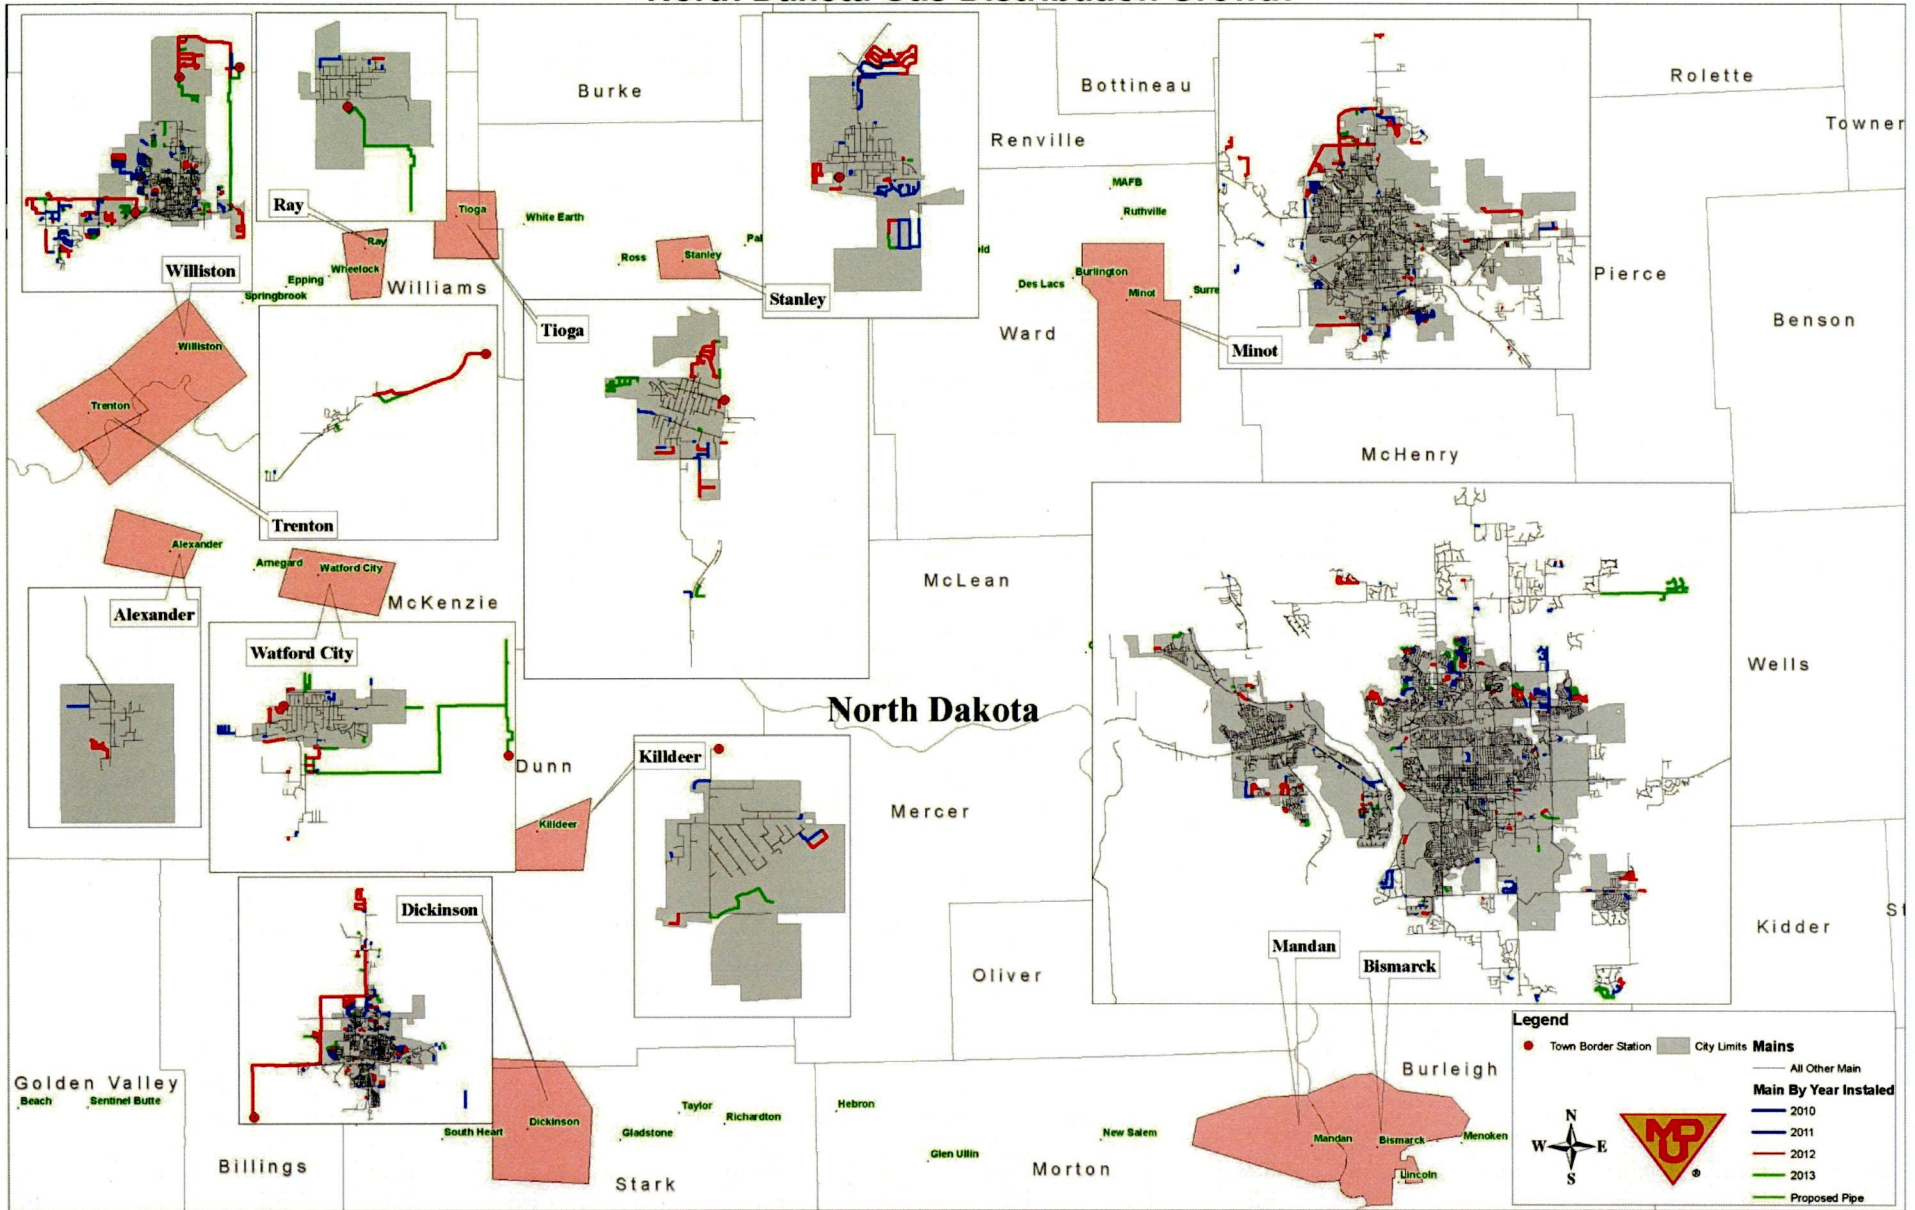 Burke
Bottineau
Rolette
Towner
Renville
MAFB
Ruthville
Ray
Tioga
White Earth
Ray
Ross
Stanley
Burlington
Pierce
Wheelock
Williston
Epping
Williams
Des Lacs
Minot
Springbrook
Stanley
Tioga
Ward
Benson
Williston
Minot
Trenton
McHenry
Trenton
Alexander
Arnegard
Watford City
McLean
McKenzie
Alexander
Watford City
Wells
North Dakota
Killdeer
Dunn
Mercer
Killdeer
Dickinson
Kidder
Mandan
Bismarck
Oliver
Legend
Town Border Station
City Limits
Mains
All Other Main
Main By Year Instaled
2010
2011
2012
2013
Proposed Pipe
N
W E
S
MDU
®
Burleigh
Golden Valley
Beach
Sentinel Butte
Taylor
Richardton
Hebron
South Heart
Dickinson
Gladstone
New Salem
Mandan
Bismarck
Menoken
Glen Ullin
Billings
Morton
Lincoln
Stark